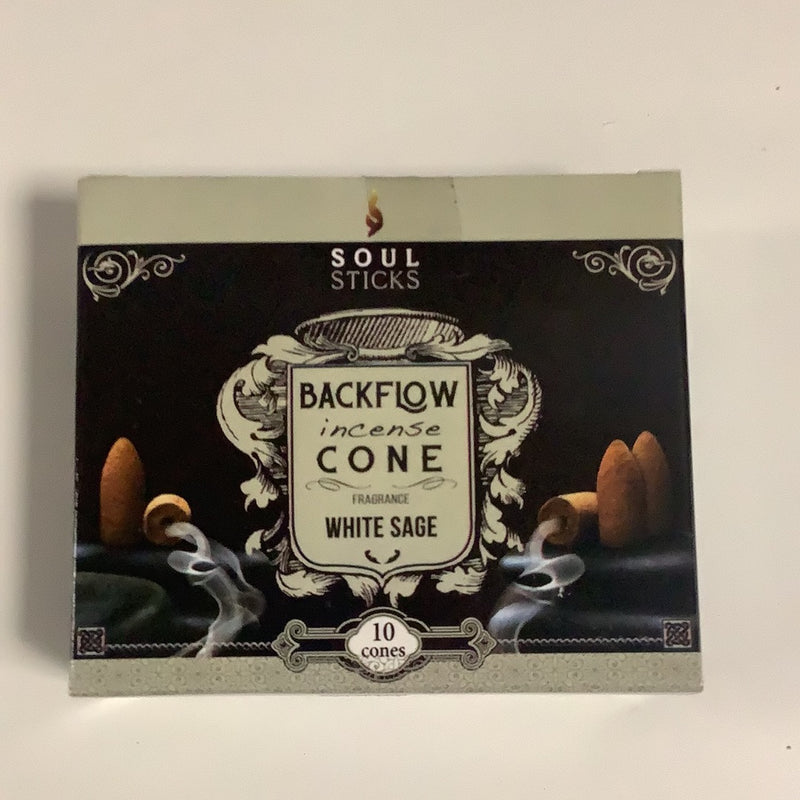 SOUL
STICKS
BACKFLOW
incense
CONE
FRAGRANCE
WHITE SAGE
10
cones